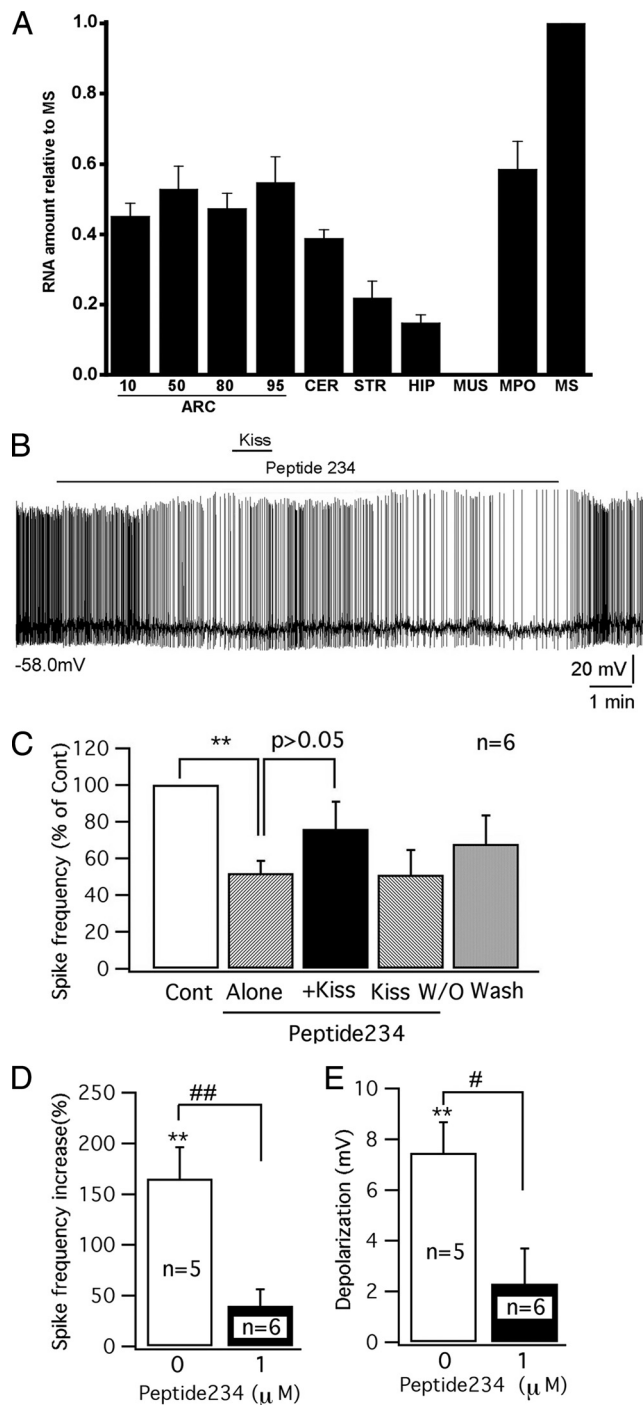 A
RNA amount relative to MS
1.0
0.8
0.6
0.4
0.2
0.0
10 50 80 95 CER STR HIP MUS MPO MS
ARC
B
Kiss
Peptide 234
-58.0mV
20 mV
1 min
C
Spike frequency (% of Cont)
120
100
80
60
40
20
0
** p>0.05 n=6
Cont Alone +Kiss Kiss W/O Wash
Peptide234
D
Spike frequency increase(%)
250
200
150
100
50
0
##
**
n=5
n=6
0 1
Peptide234 (μ M)
E
Depolarization (mV)
10
8
6
4
2
0
#
**
n=5
n=6
0 1
Peptide234 (μ M)